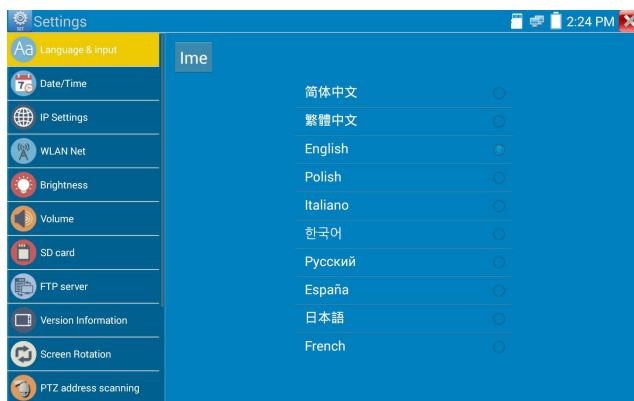 Settings
2:24 PM
Aa Language & input
Ime
Date/Time
IP Settings
WLAN Net
Brightness
Volume
SD card
FTP server
Version Information
Screen Rotation
PTZ address scanning
简体中文
繁體中文
English
Polish
Italiano
한국어
Русский
España
日本語
French